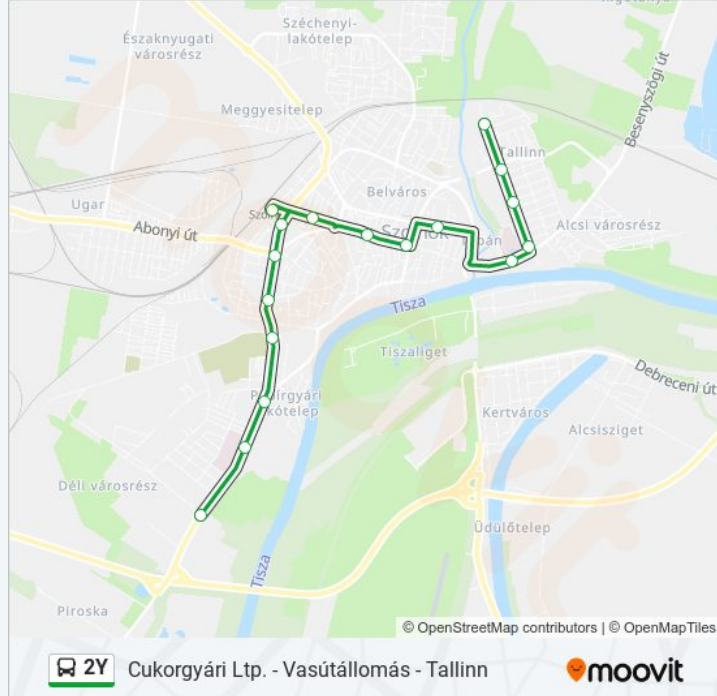 Széchenyi-
lakótelep
Északnyugati
városrész
Meggyesitelep
Besenyszögi út
Tallinn
Belváros
Ugar
Abonyi út
Alcsi városrész
Tisza
Tiszaliget
Debreceni út
Kertváros
Alcsisziget
Déli városrész
Üdülőtelep
Tisza
Piroska
© OpenStreetMap contributors | © OpenMapTiles
2Y Cukorgyári Ltp. - Vasútállomás - Tallinn
moovit